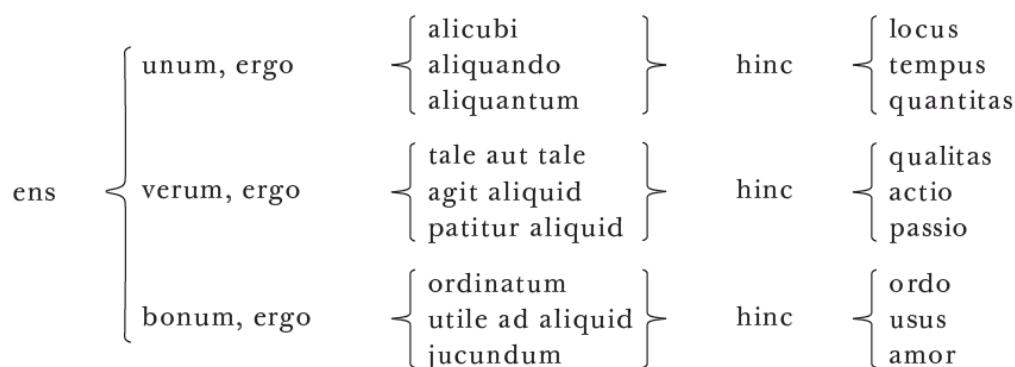 alicubi locus
unum, ergo aliquando hinc tempus
aliquantum quantitas
tale aut tale qualitas
ens verum, ergo agit aliquid hinc actio
patitur aliquid passio
ordinatum ordo
bonum, ergo utile ad aliquid hinc usus
jucundum amor